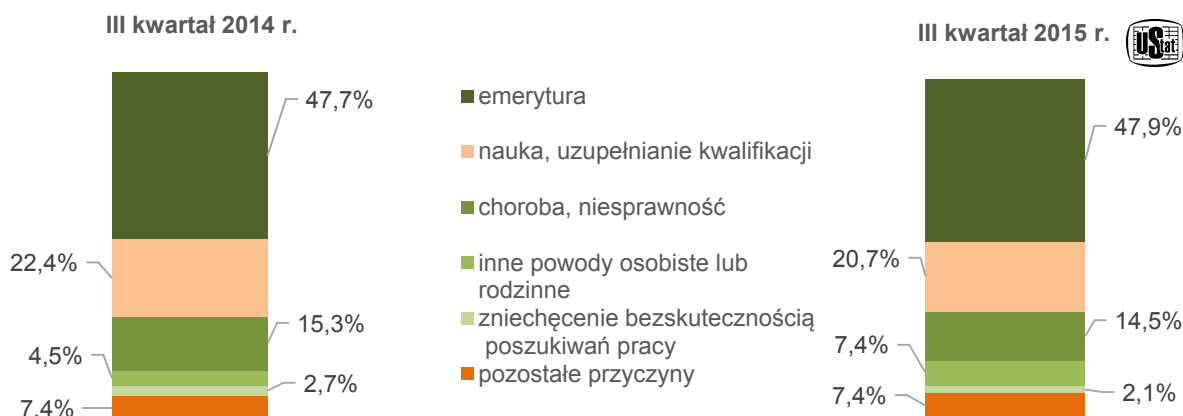 III kwartał 2014 r.
III kwartał 2015 r.
UStat
47,7%
22,4%
15,3%
4,5%
2,7%
7,4%
emerytura
nauka, uzupełnianie kwalifikacji
choroba, niesprawność
inne powody osobiste lub
rodzinne
zniechęcenie bezskutecznością
poszukiwań pracy
pozostałe przyczyny
47,9%
20,7%
14,5%
7,4%
2,1%
7,4%